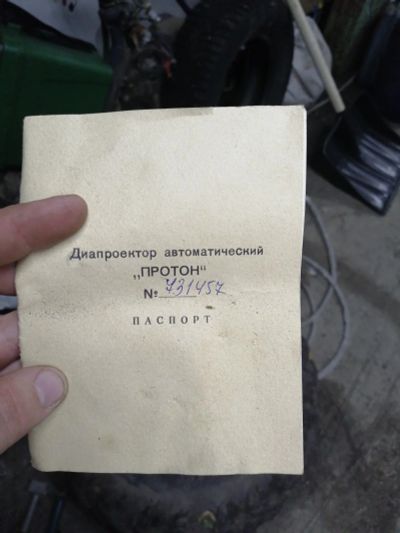 Диапроектор автоматический
„ПРОТОН“
№ 731457
ПАСПОРТ